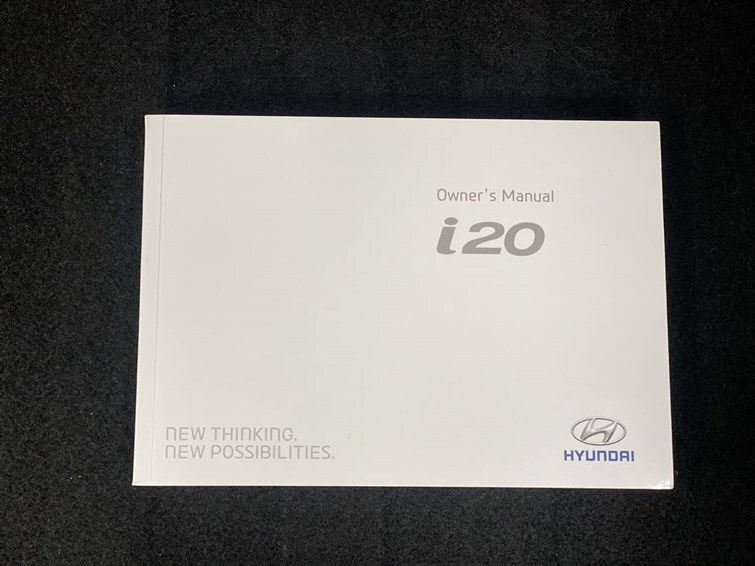 Owner's Manual
i20
NEW THINKING.
NEW POSSIBILITIES.
HYUNDAI